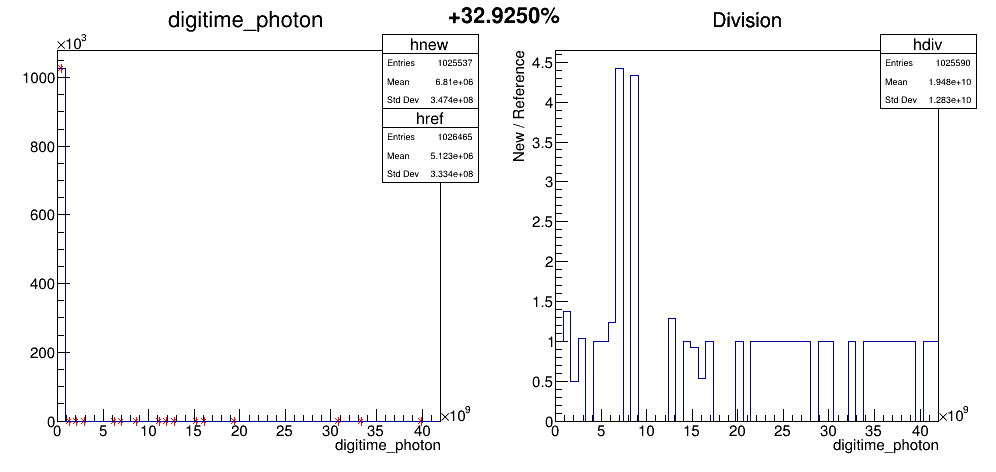 +32.9250%
digitime_photon
×10³
hnew
Entries 1025537
Mean 6.81e+06
Std Dev 3.474e+08
href
Entries 1026465
Mean 5.123e+06
Std Dev 3.334e+08
1000
800
600
400
200
0
0 5 10 15 20 25 30 35 40
×10⁹
digitime_photon
Division
hdiv
Entries 1025590
Mean 1.948e+10
Std Dev 1.283e+10
New / Reference
4.5
4
3.5
3
2.5
2
1.5
1
0.5
0
0 5 10 15 20 25 30 35 40
×10⁹
digitime_photon